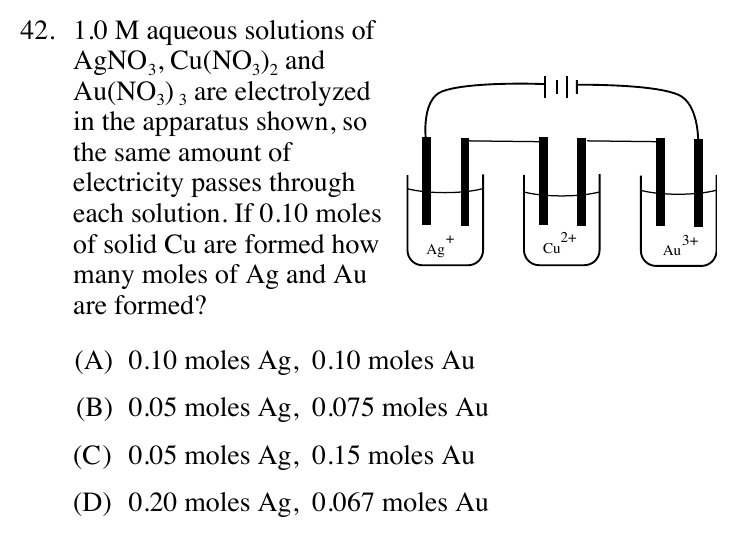 42. 1.0 M aqueous solutions of
AgNO₃, Cu(NO₃)₂ and
Au(NO₃) ₃ are electrolyzed
in the apparatus shown, so
the same amount of
electricity passes through
each solution. If 0.10 moles
of solid Cu are formed how
many moles of Ag and Au
are formed?
Ag⁺
Cu²⁺
Au³⁺
(A) 0.10 moles Ag, 0.10 moles Au
(B) 0.05 moles Ag, 0.075 moles Au
(C) 0.05 moles Ag, 0.15 moles Au
(D) 0.20 moles Ag, 0.067 moles Au